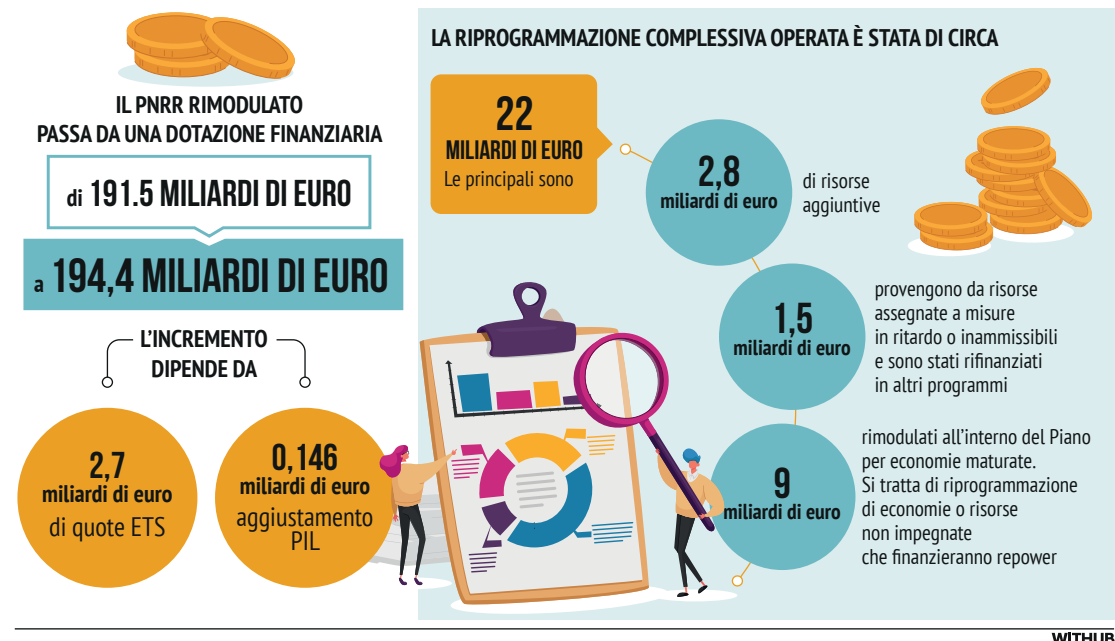 IL PNRR RIMODULATO
PASSA DA UNA DOTAZIONE FINANZIARIA
di 191.5 MILIARDI DI EURO
a 194,4 MILIARDI DI EURO
L'INCREMENTO
DIPENDE DA
2,7
miliardi di euro
di quote ETS
0,146
miliardi di euro
aggiustamento
PIL
LA RIPROGRAMMAZIONE COMPLESSIVA OPERATA È STATA DI CIRCA
22
MILIARDI DI EURO
Le principali sono
2,8
miliardi di euro
di risorse
aggiuntive
1,5
miliardi di euro
provengono da risorse
assegnate a misure
in ritardo o inammissibili
e sono stati rifinanziati
in altri programmi
9
miliardi di euro
rimodulati all'interno del Piano
per economie maturate.
Si tratta di riprogrammazione
di economie o risorse
non impegnate
che finanzieranno repower
WITHUB